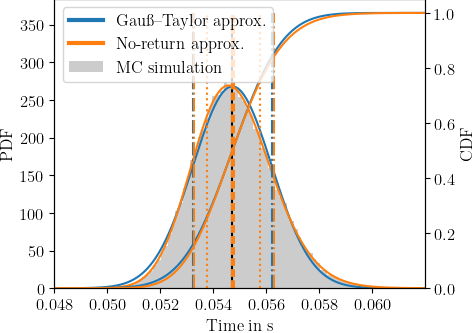 Gauß–Taylor approx.
No-return approx.
MC simulation
350
300
250
200
150
100
50
0
PDF
1.0
0.8
0.6
0.4
0.2
0.0
CDF
0.048 0.050 0.052 0.054 0.056 0.058 0.060
Time in s